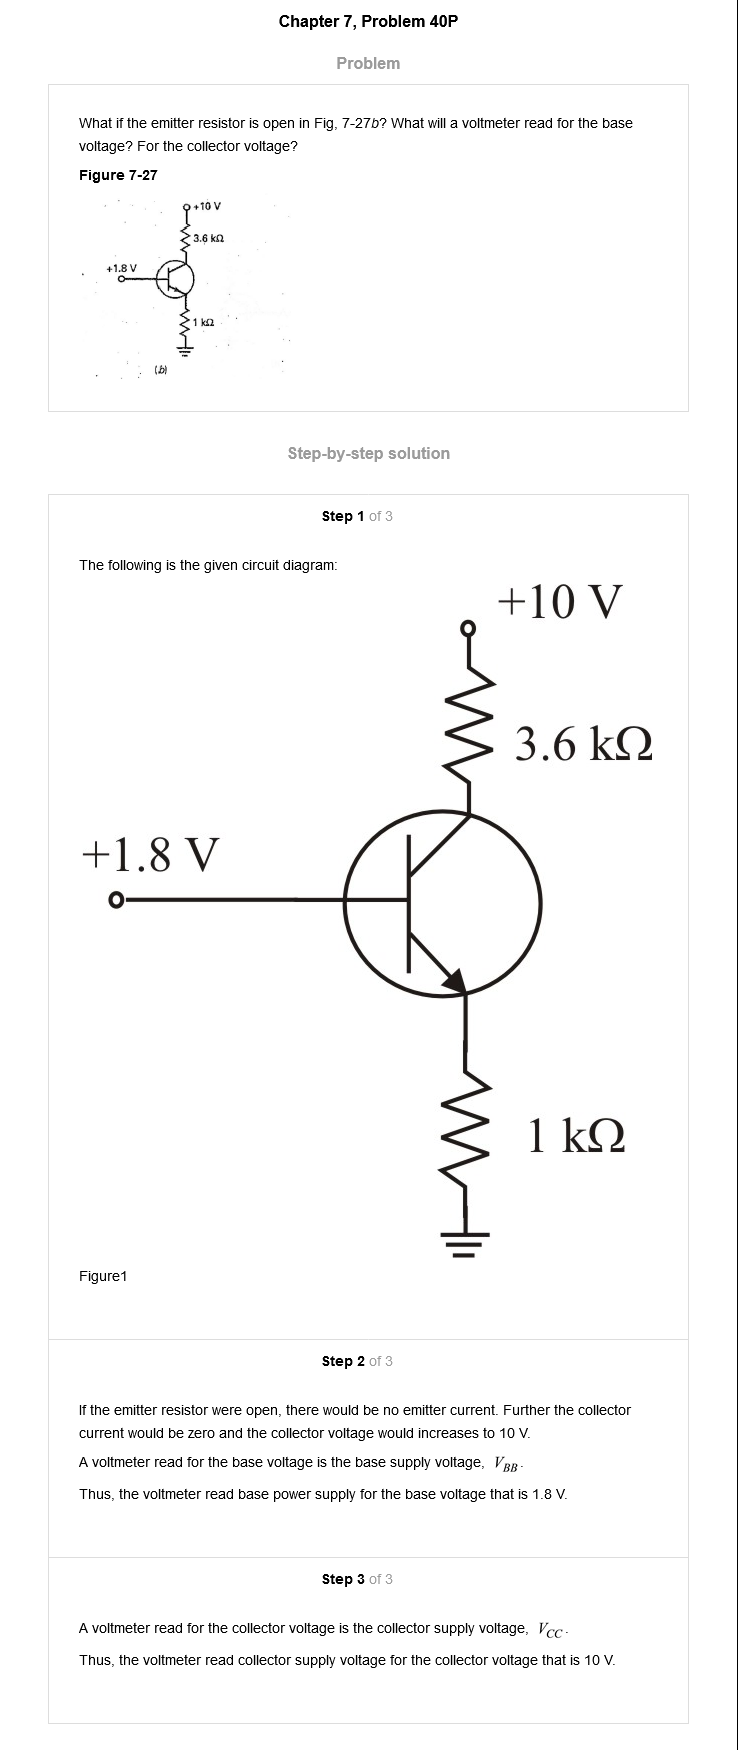 Chapter 7, Problem 40P
Problem
What if the emitter resistor is open in Fig, 7-27b? What will a voltmeter read for the base
voltage? For the collector voltage?
Figure 7-27
+10 V
3.6 kΩ
+1.8 V
1 kΩ
(b)
Step-by-step solution
Step 1 of 3
The following is the given circuit diagram:
+10 V
3.6 kΩ
+1.8 V
1 kΩ
Figure1
Step 2 of 3
If the emitter resistor were open, there would be no emitter current. Further the collector
current would be zero and the collector voltage would increases to 10 V.
A voltmeter read for the base voltage is the base supply voltage, VBB.
Thus, the voltmeter read base power supply for the base voltage that is 1.8 V.
Step 3 of 3
A voltmeter read for the collector voltage is the collector supply voltage, VCC.
Thus, the voltmeter read collector supply voltage for the collector voltage that is 10 V.